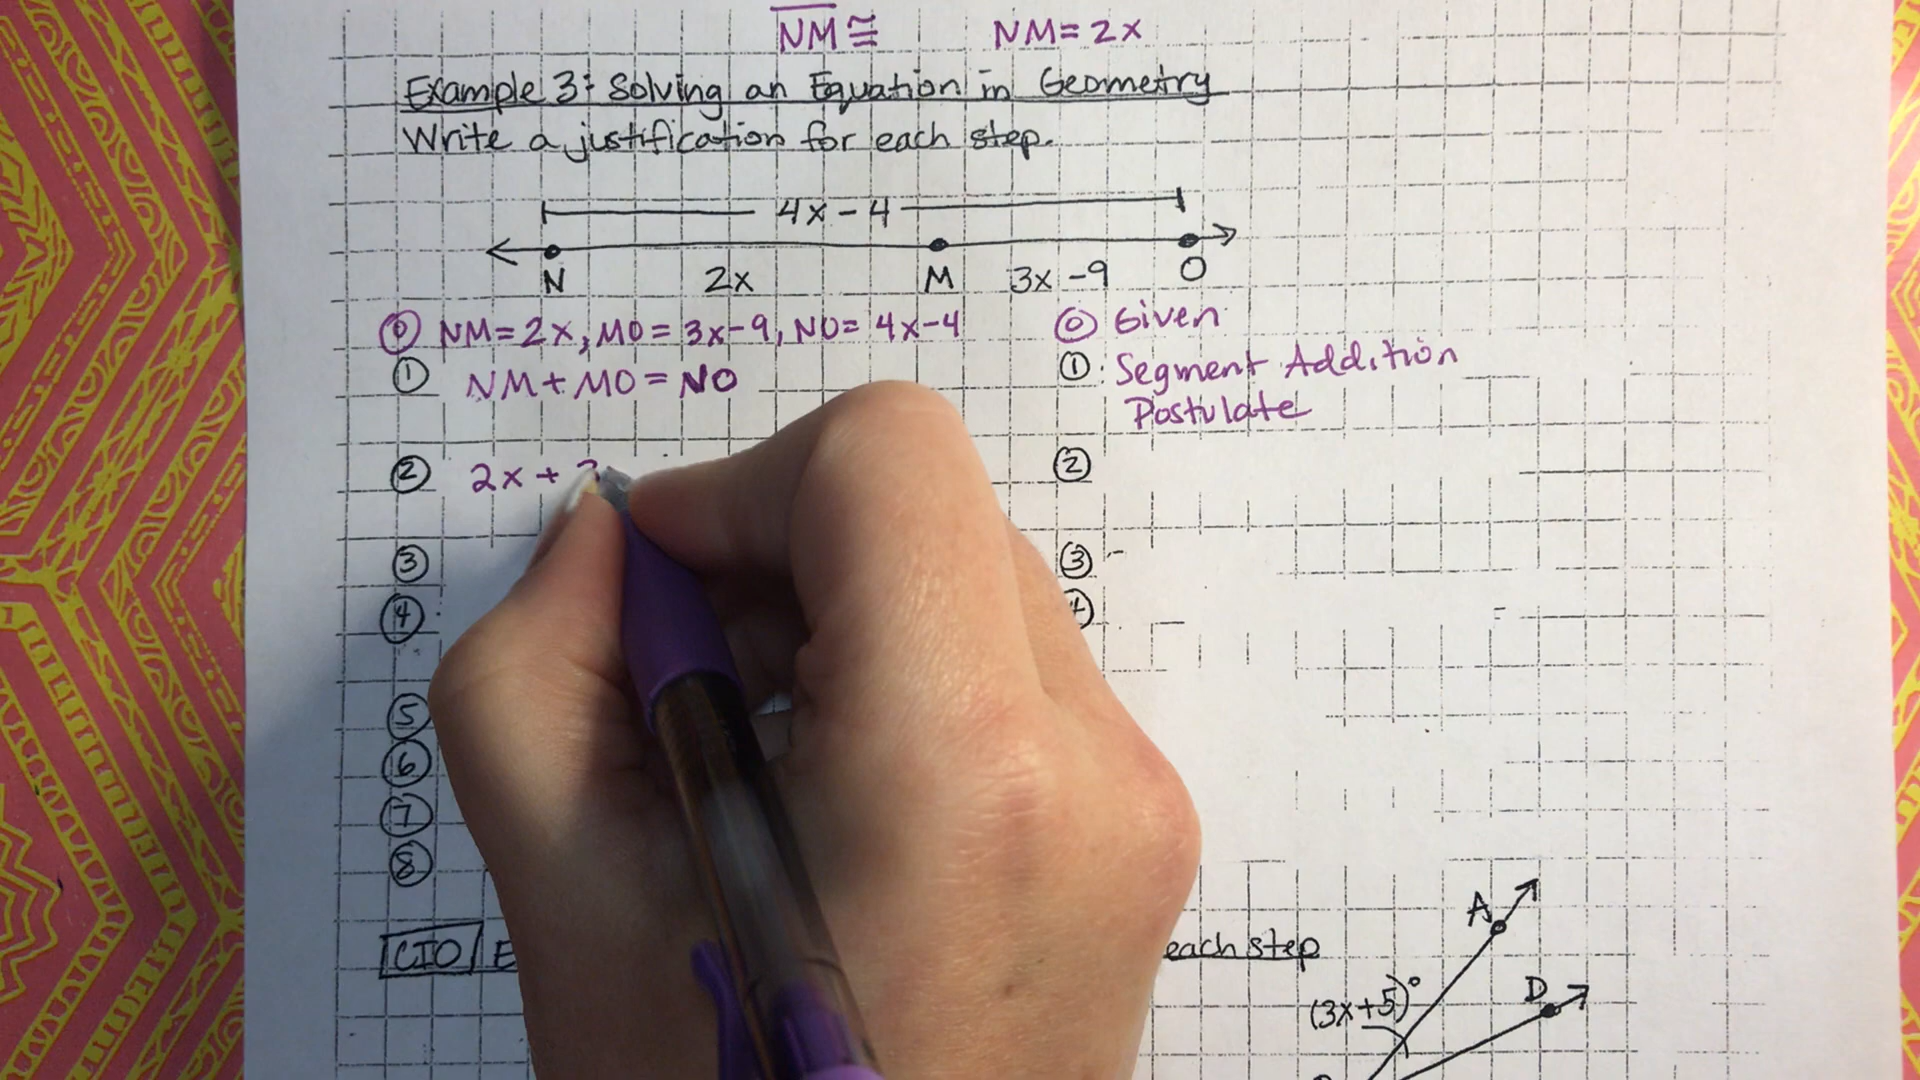 NM ≅ NM = 2x
Example 3: Solving an Equation in Geometry
Write a justification for each step.
4x - 4
N 2x M 3x - 9 O
⓪ NM = 2x, MO = 3x - 9, NO = 4x - 4 ⓪ Given
① NM + MO = NO ① Segment Addition
Postulate
② 2x + ②
③ ③
④ ④
⑤
⑥
⑦
⑧
A
CIO E each step
D
(3x+5)°